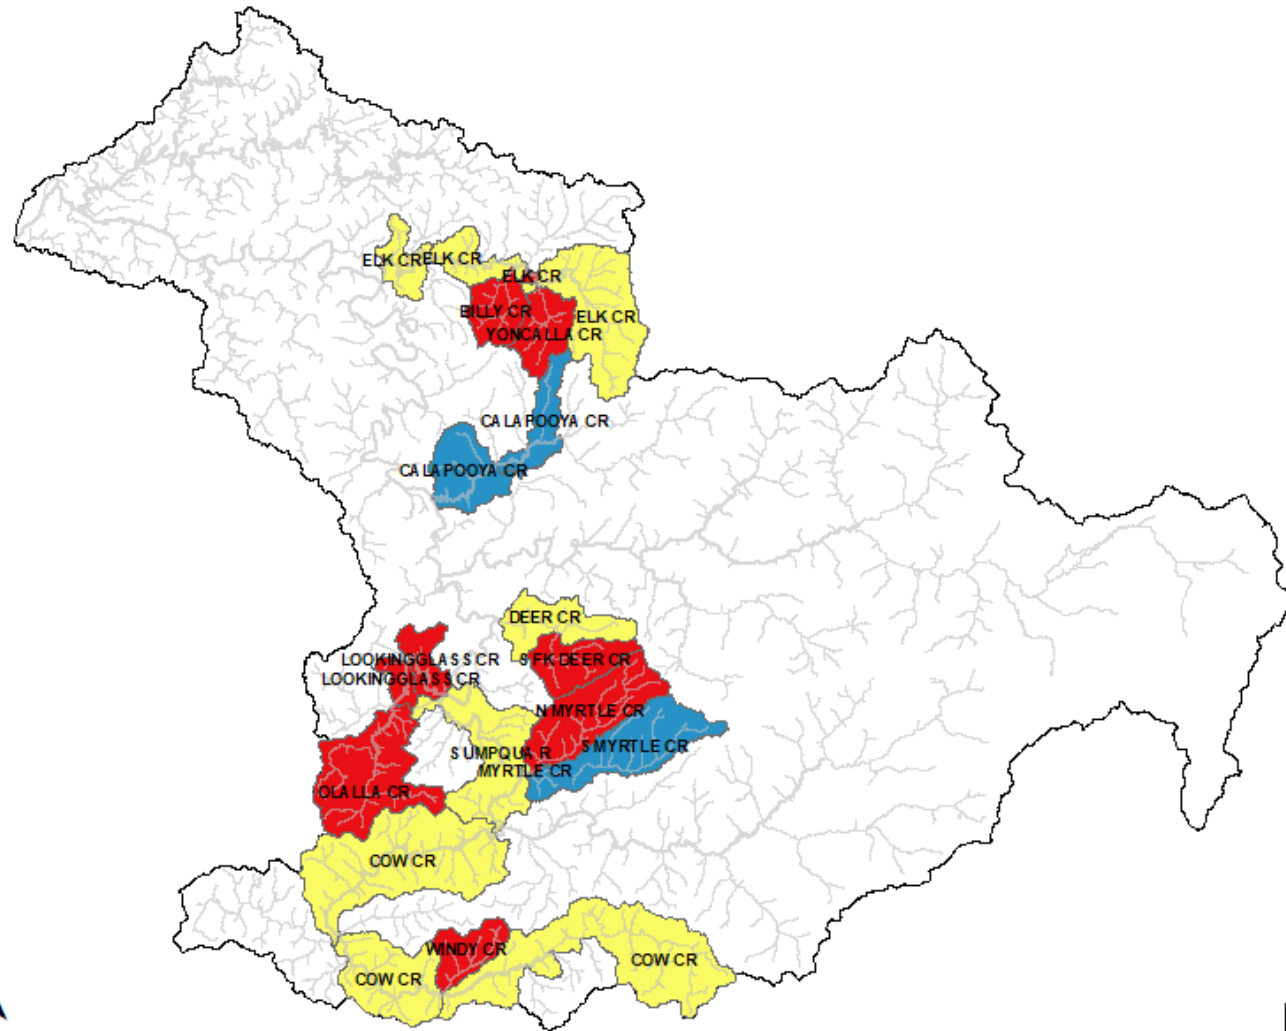 ELK CR
ELK CR
ELK CR
BILLY CR
ELK CR
YONCALLA CR
CALAPOOYA CR
CALAPOOYA CR
DEER CR
LOOKINGGLASS CR
S FK DEER CR
LOOKINGGLASS CR
N MYRTLE CR
S MYRTLE CR
S UMPQUA R
MYRTLE CR
OLALLA CR
COW CR
WINDY CR
COW CR
COW CR